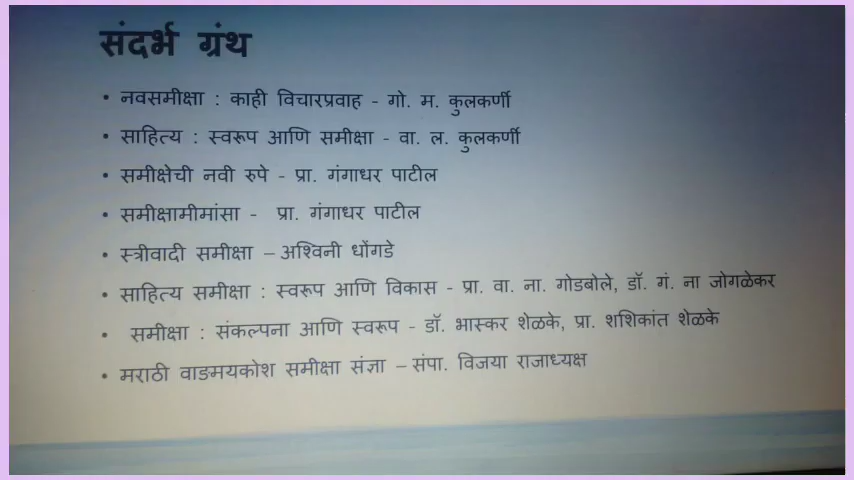 संदर्भ ग्रंथ
• नवसमीक्षा : काही विचारप्रवाह - गो. म. कुलकर्णी
• साहित्य : स्वरूप आणि समीक्षा - वा. ल. कुलकर्णी
• समीक्षेची नवी रुपे - प्रा. गंगाधर पाटील
• समीक्षामीमांसा - प्रा. गंगाधर पाटील
• स्त्रीवादी समीक्षा – अश्विनी धोंगडे
• साहित्य समीक्षा : स्वरूप आणि विकास - प्रा. वा. ना. गोडबोले, डॉ. गं. ना जोगळेकर
• समीक्षा : संकल्पना आणि स्वरूप - डॉ. भास्कर शेळके, प्रा. शशिकांत शेळके
• मराठी वाङमयकोश समीक्षा संज्ञा – संपा. विजया राजाध्यक्ष